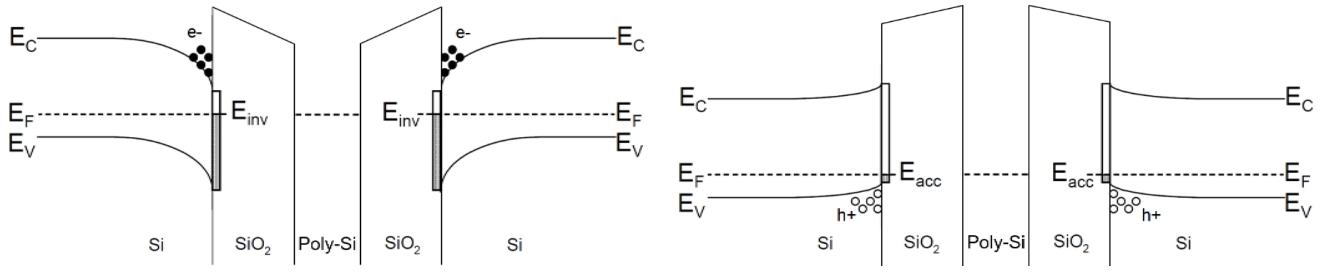 e-
e-
E_C
E_C
E_F
E_inv
E_inv
E_F
E_V
E_V
Si
SiO₂
Poly-Si
SiO₂
Si
E_C
E_C
E_F
E_acc
E_acc
E_F
E_V
E_V
h+
h+
Si
SiO₂
Poly-Si
SiO₂
Si